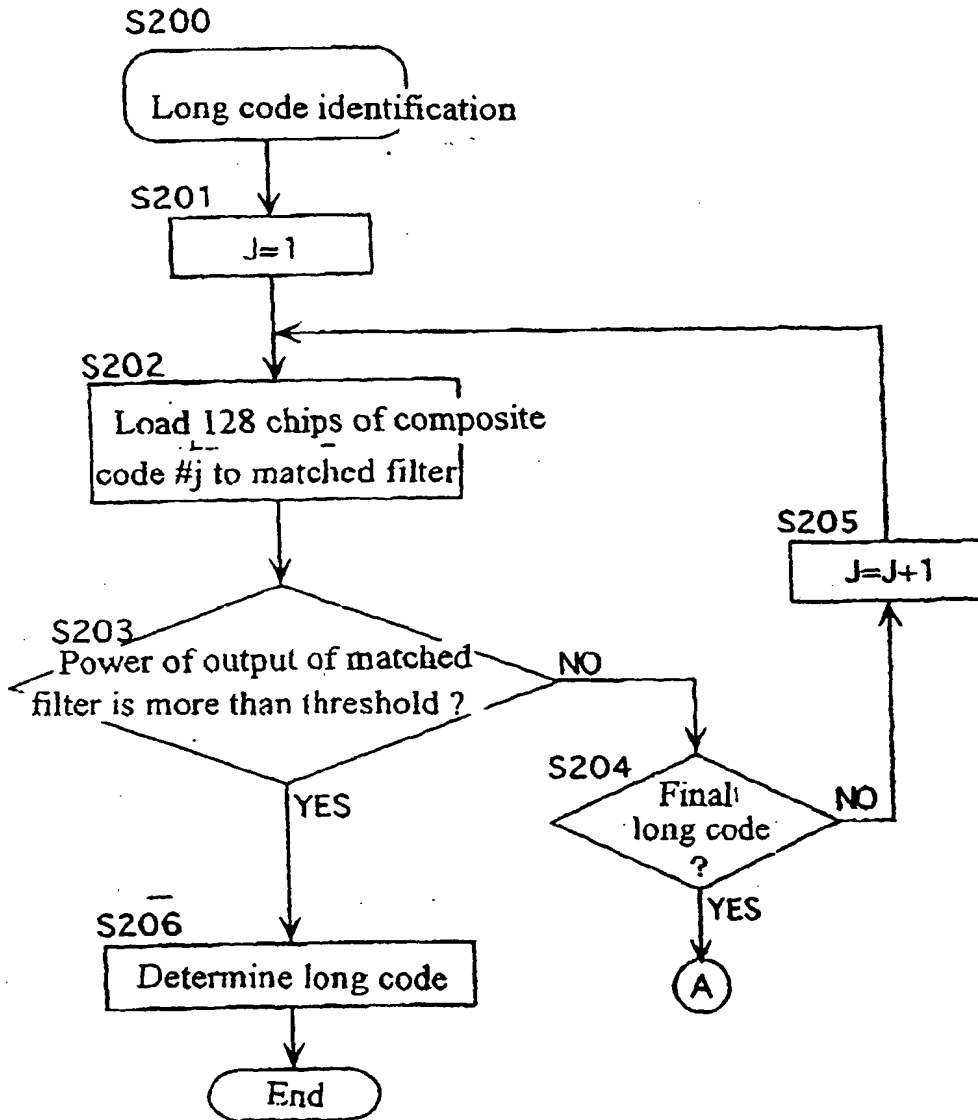 S200
Long code identification
S201
J=1
S202
Load 128 chips of composite
code #j to matched filter
S203
Power of output of matched
filter is more than threshold ?
NO
YES
S204
Final
long code
?
NO
YES
S205
J=J+1
A
S206
Determine long code
End